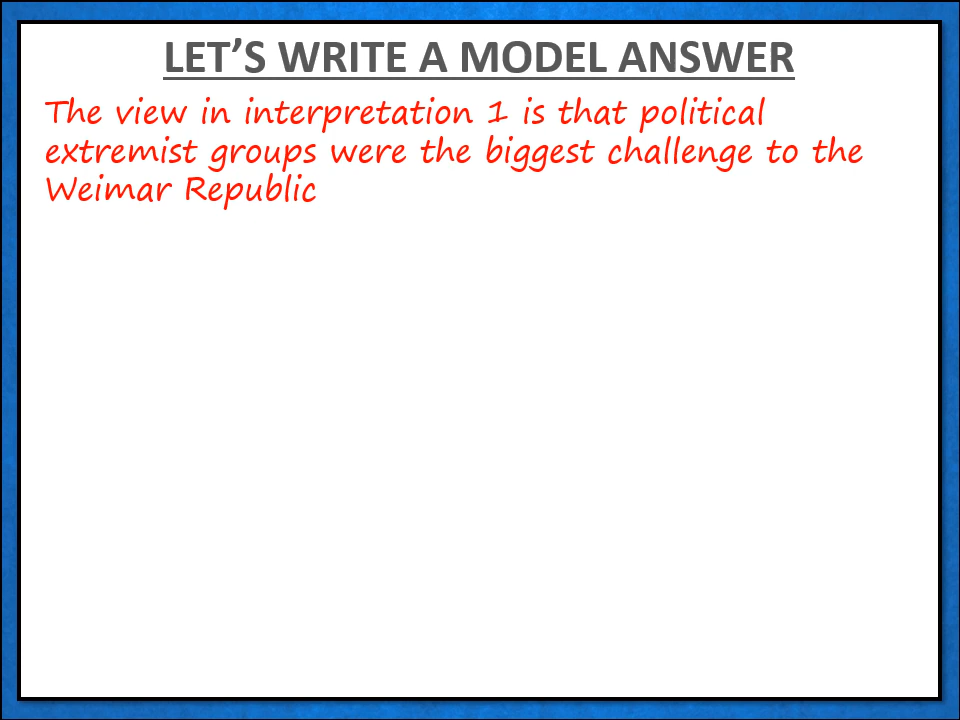 LET’S WRITE A MODEL ANSWER
The view in interpretation 1 is that political
extremist groups were the biggest challenge to the
Weimar Republic